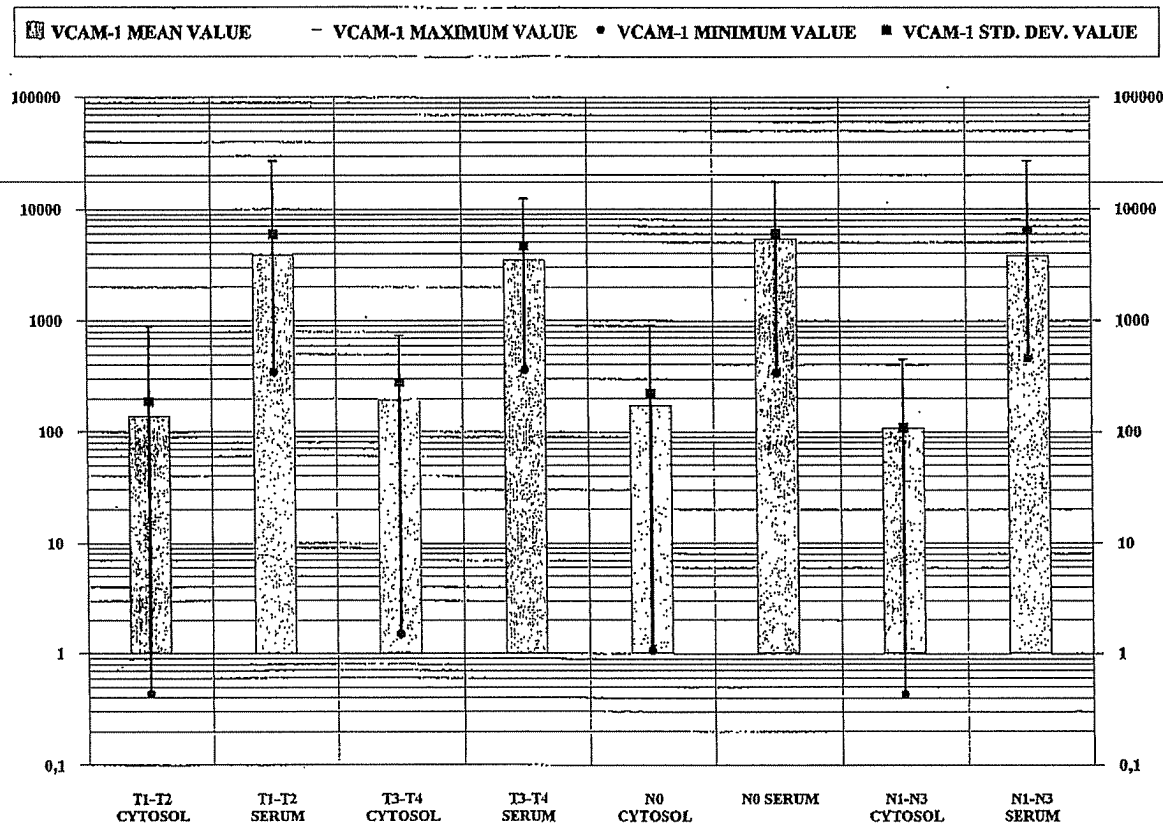 VCAM-1 MEAN VALUE – VCAM-1 MAXIMUM VALUE • VCAM-1 MINIMUM VALUE ■ VCAM-1 STD. DEV. VALUE
100000 100000
10000 10000
1000 1000
100 100
10 10
1 1
0,1 0,1
T1-T2 CYTOSOL
T1-T2 SERUM
T3-T4 CYTOSOL
T3-T4 SERUM
N0 CYTOSOL
N0 SERUM
N1-N3 CYTOSOL
N1-N3 SERUM